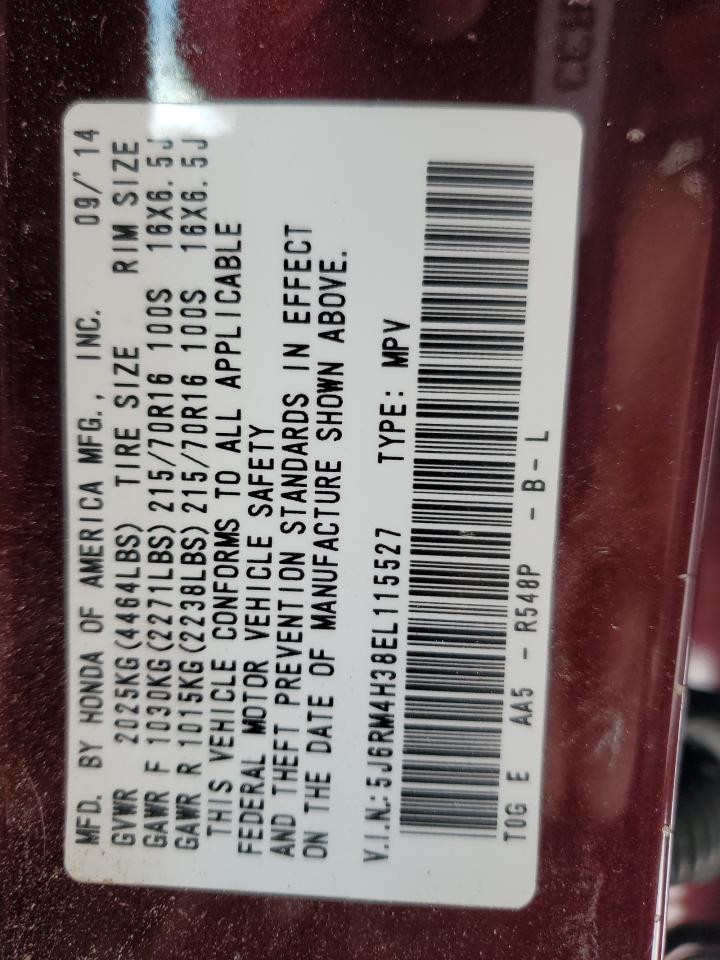 MFD. BY HONDA OF AMERICA MFG., INC. 09/'14
GVWR 2025KG(4464LBS) TIRE SIZE RIM SIZE
GAWR F 1030KG(2271LBS)215/70R16 100S 16X6.5J
GAWR R 1015KG(2238LBS)215/70R16 100S 16X6.5J
THIS VEHICLE CONFORMS TO ALL APPLICABLE
FEDERAL MOTOR VEHICLE SAFETY
AND THEFT PREVENTION STANDARDS IN EFFECT
ON THE DATE OF MANUFACTURE SHOWN ABOVE.
V.I.N.:5J6RM4H38EL115527 TYPE: MPV
T0G E AA5 - R548P - B - L